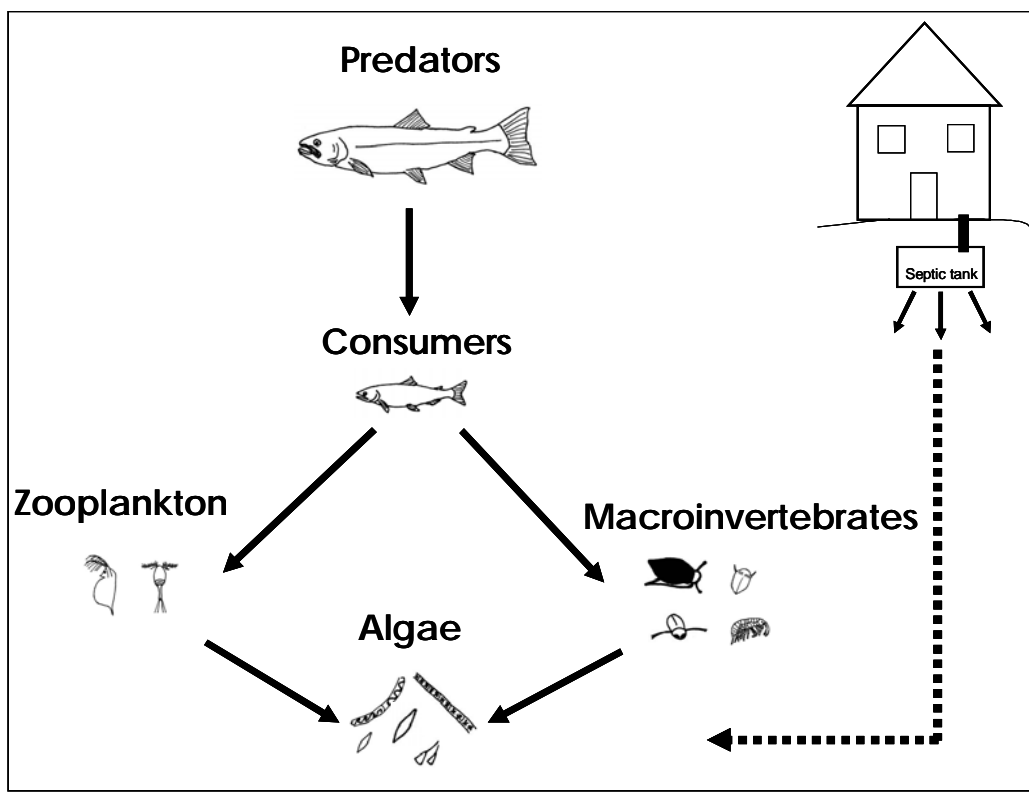 Predators
Septic tank
Consumers
Zooplankton
Macroinvertebrates
Algae